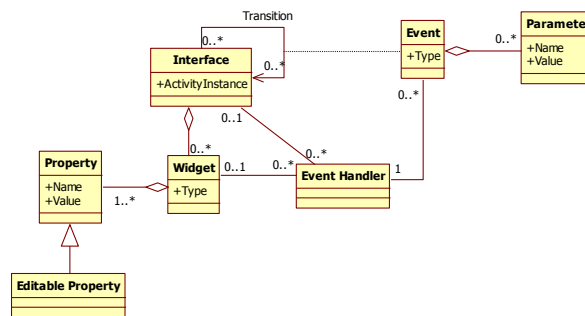 Transition
0..*
0..*
Interface
+ActivityInstance
Event
+Type
0..*
Paramete
+Name
+Value
0..*
0..1
0..*
0..*
Property
+Name
+Value
1..*
Widget
+Type
0..1
0..*
Event Handler
1
Editable Property